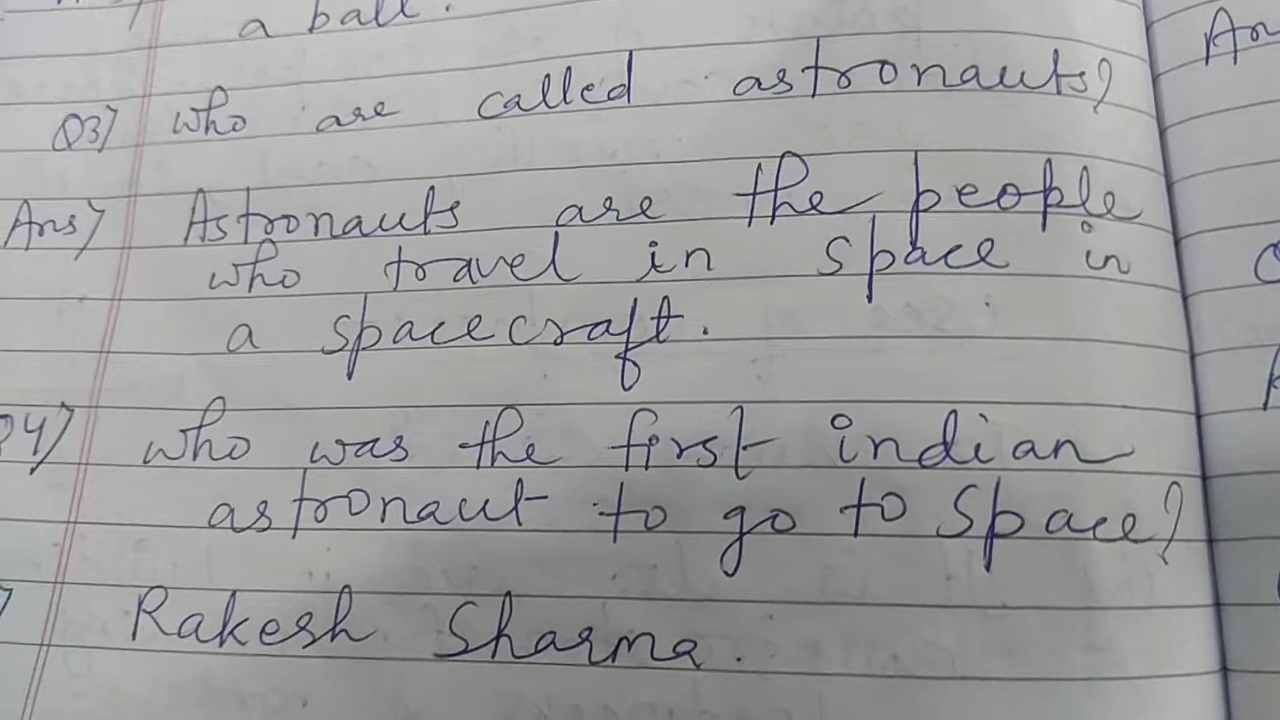 a ball.
Q3) Who are called astronauts?
Ans) Astronauts are the people
who travel in space in
a spacecraft.
Q4) Who was the first indian
astronaut to go to space?
Rakesh Sharma.
An